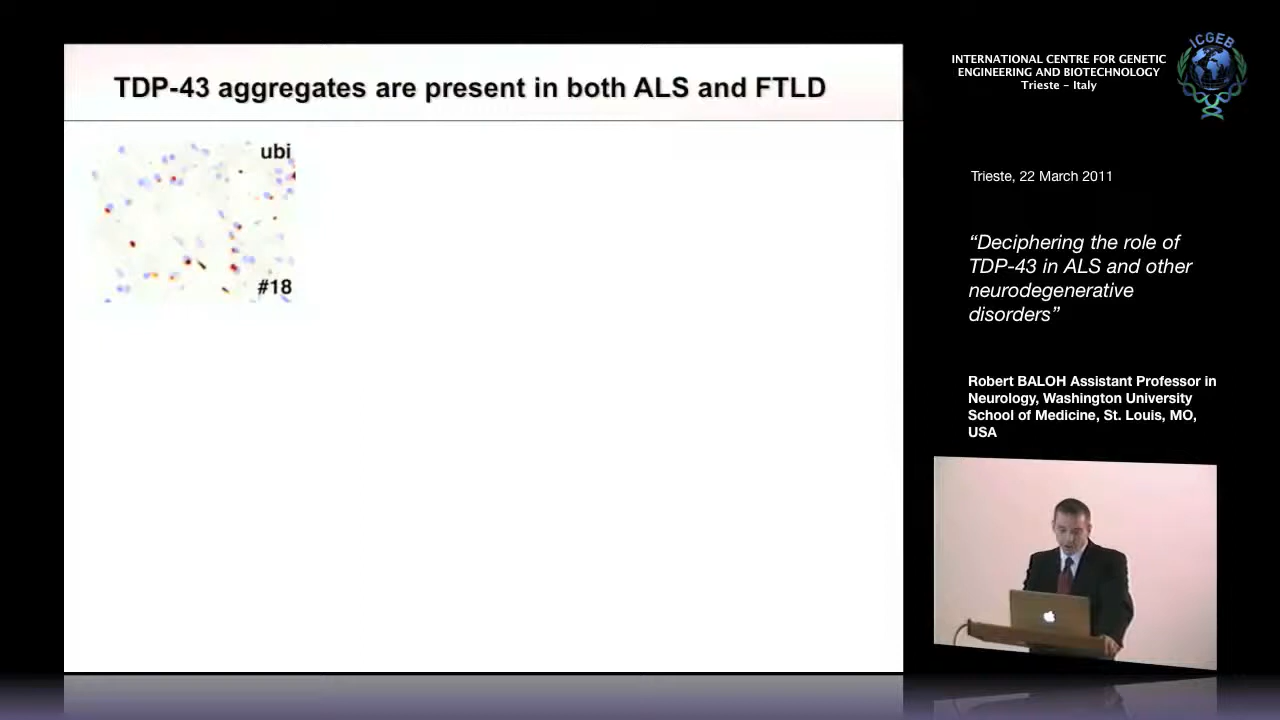 TDP-43 aggregates are present in both ALS and FTLD
ubi
#18
INTERNATIONAL CENTRE FOR GENETIC
ENGINEERING AND BIOTECHNOLOGY
Trieste - Italy
ICGEB
Trieste, 22 March 2011
“Deciphering the role of
TDP-43 in ALS and other
neurodegenerative
disorders”
Robert BALOH Assistant Professor in
Neurology, Washington University
School of Medicine, St. Louis, MO,
USA